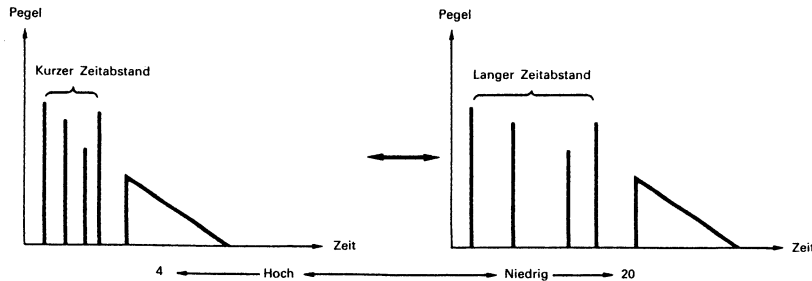 Pegel
Kurzer Zeitabstand
Zeit
Pegel
Langer Zeitabstand
Zeit
4 Hoch Niedrig 20